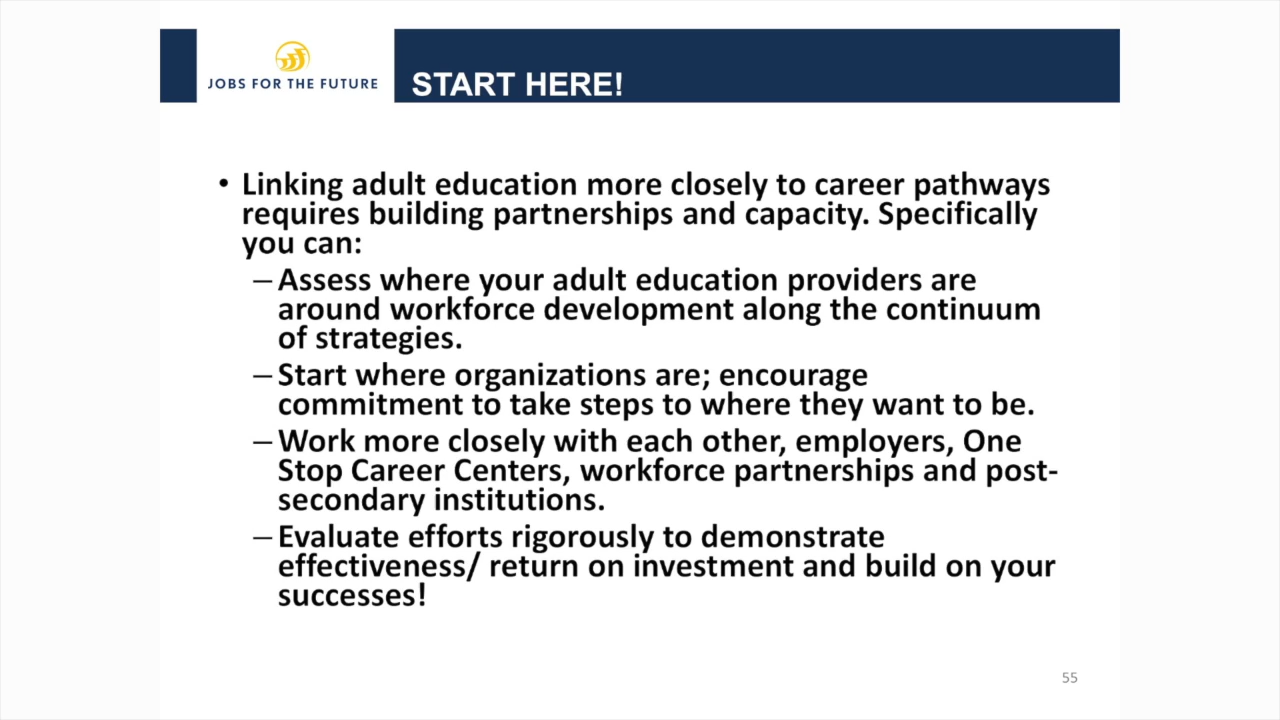 JOBS FOR THE FUTURE
START HERE!
• Linking adult education more closely to career pathways
requires building partnerships and capacity. Specifically
you can:
– Assess where your adult education providers are
around workforce development along the continuum
of strategies.
– Start where organizations are; encourage
commitment to take steps to where they want to be.
– Work more closely with each other, employers, One
Stop Career Centers, workforce partnerships and post-
secondary institutions.
– Evaluate efforts rigorously to demonstrate
effectiveness/ return on investment and build on your
successes!
55